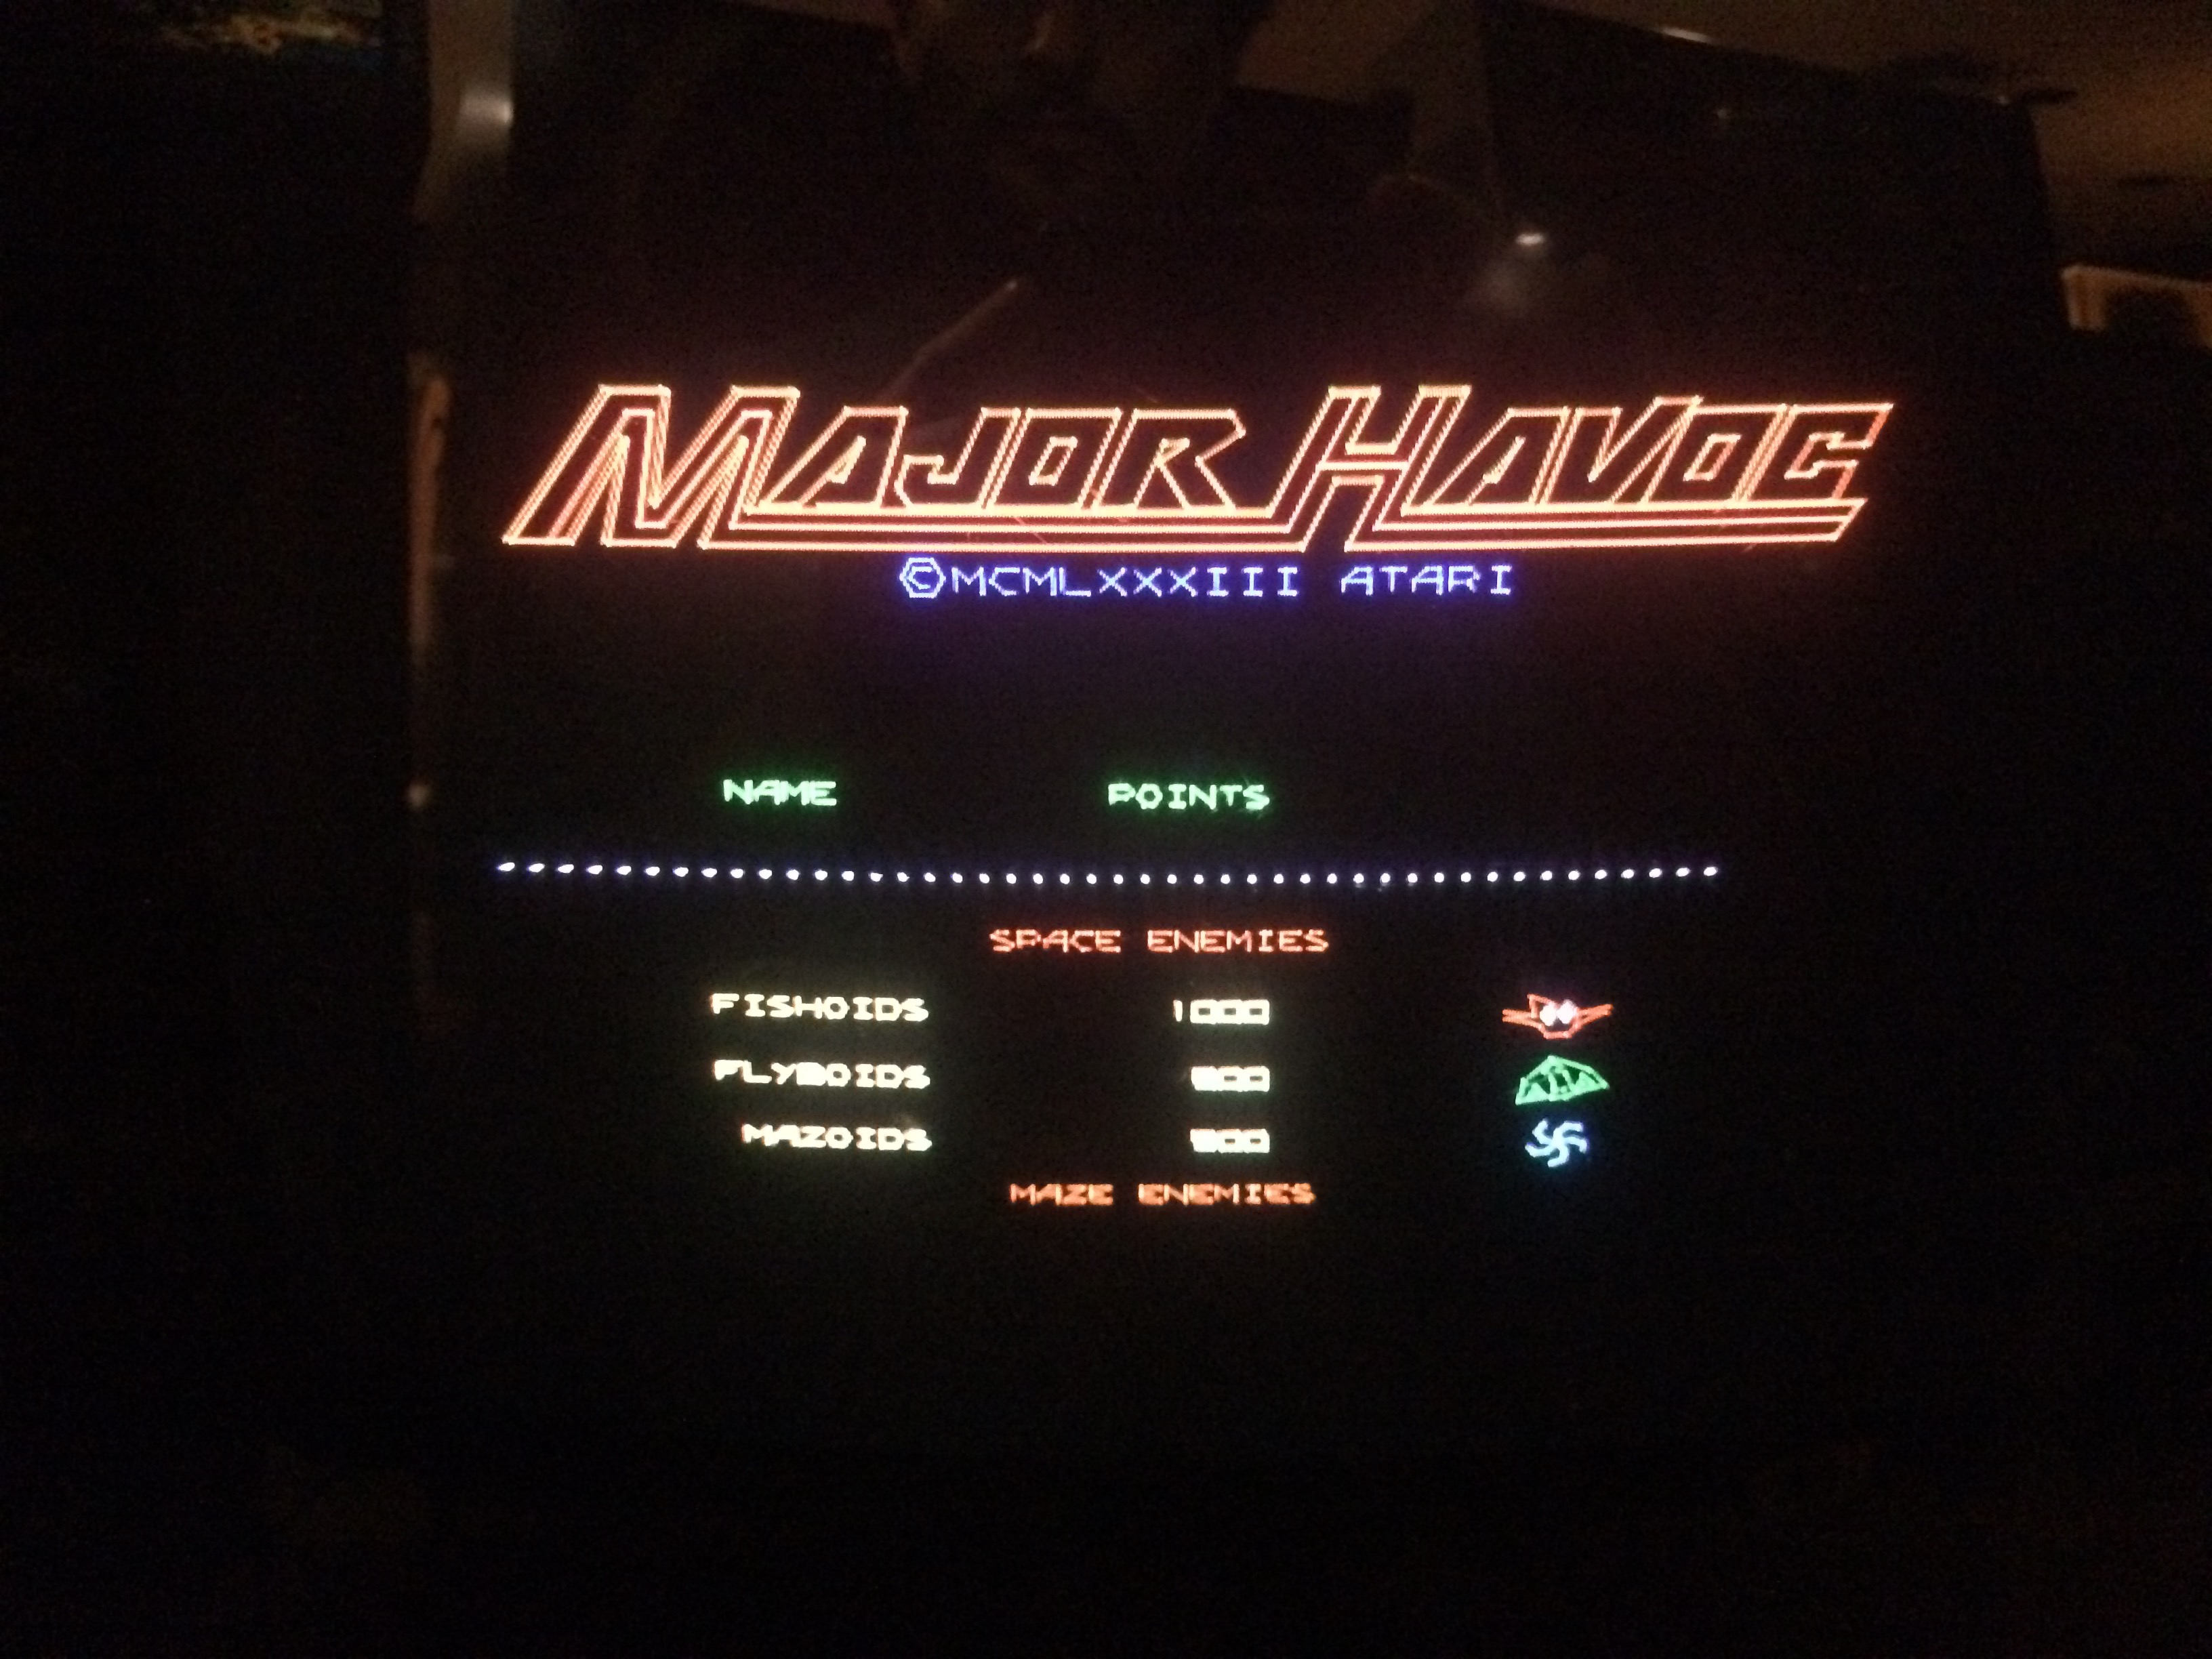 MAJOR HAVOC
©MCMLXXXIII ATARI
NAME POINTS
SPACE ENEMIES
FISHOIDS 1000
FLYBOIDS
MAZOIDS
MAZE ENEMIES